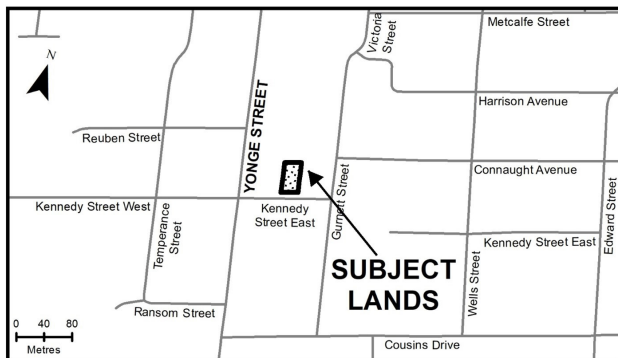 Victoria
Street
Metcalfe Street
N
Harrison Avenue
Reuben Street
YONGE STREET
Connaught Avenue
Kennedy Street West
Kennedy
Street East
Gurnett Street
Temperance
Street
Kennedy Street East
Edward Street
SUBJECT
LANDS
Wells Street
0 40 80
Metres
Ransom Street
Cousins Drive